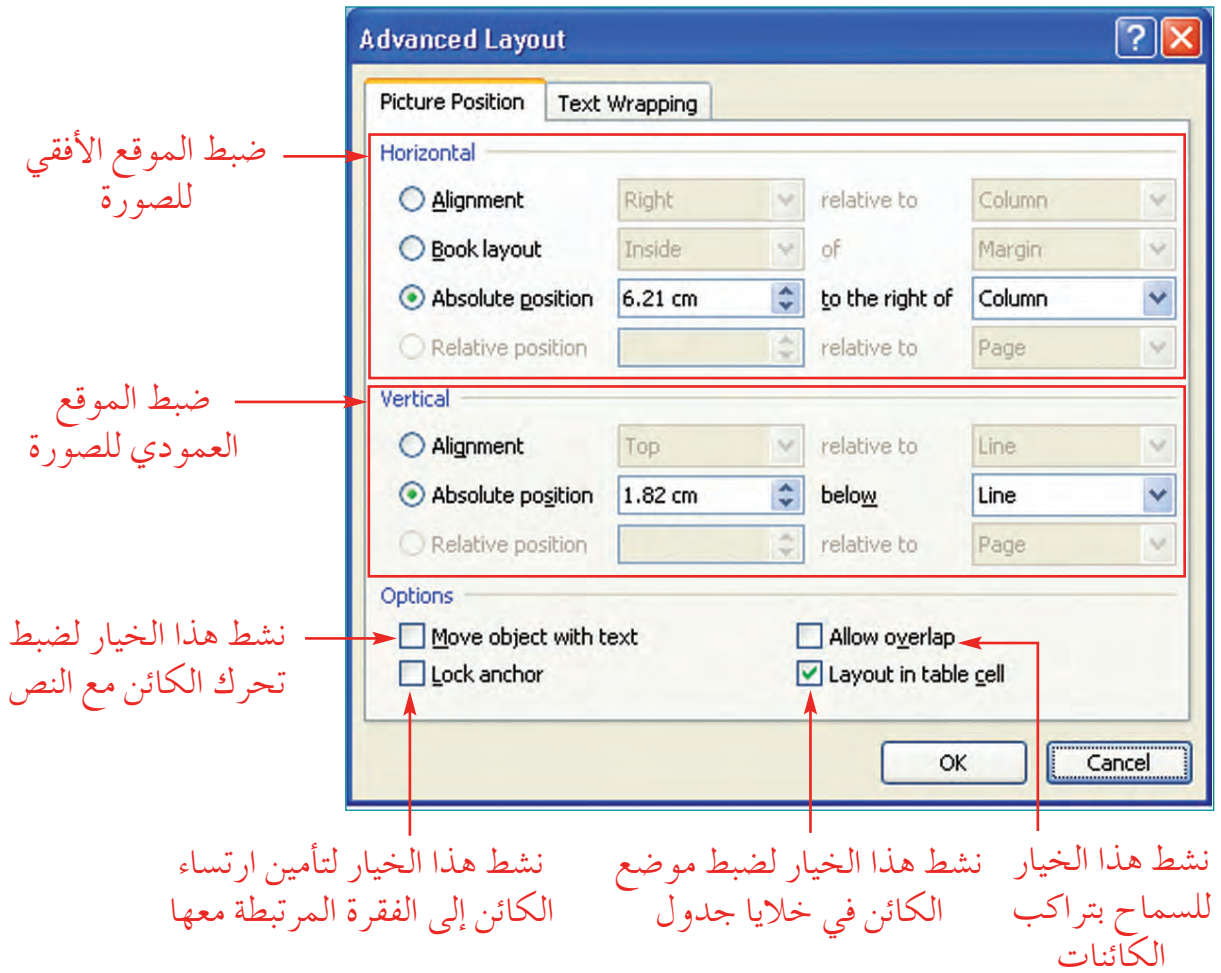 Advanced Layout
Picture Position Text Wrapping
ضبط الموقع الأفقي
للصورة
Horizontal
Alignment Right relative to Column
Book layout Inside of Margin
Absolute position 6.21 cm to the right of Column
Relative position relative to Page
ضبط الموقع
العمودي للصورة
Vertical
Alignment Top relative to Line
Absolute position 1.82 cm below Line
Relative position relative to Page
Options
نشط هذا الخيار لضبط
تحرك الكائن مع النص
Move object with text Allow overlap
Lock anchor Layout in table cell
OK Cancel
نشط هذا الخيار
للسماح بتراكب
الكائنات
نشط هذا الخيار لضبط موضع
الكائن في خلايا جدول
نشط هذا الخيار لتأمين ارتساء
الكائن إلى الفقرة المرتبطة معها